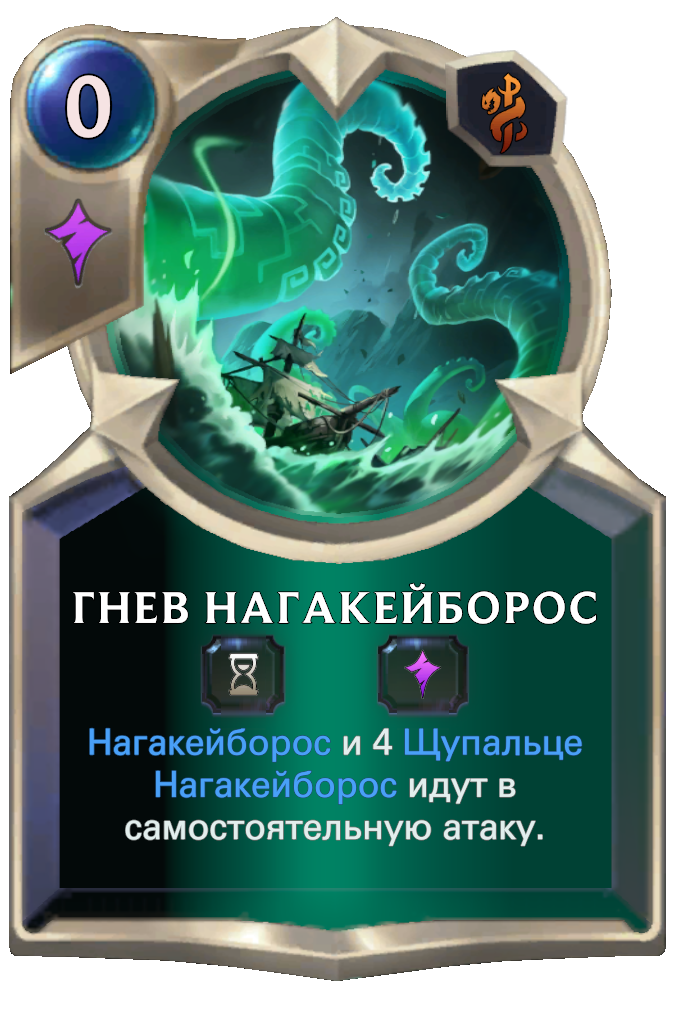 0
ГНЕВ НАГАКЕЙБОРОС
Нагакейборос и 4 Щупальце
Нагакейборос идут в
самостоятельную атаку.